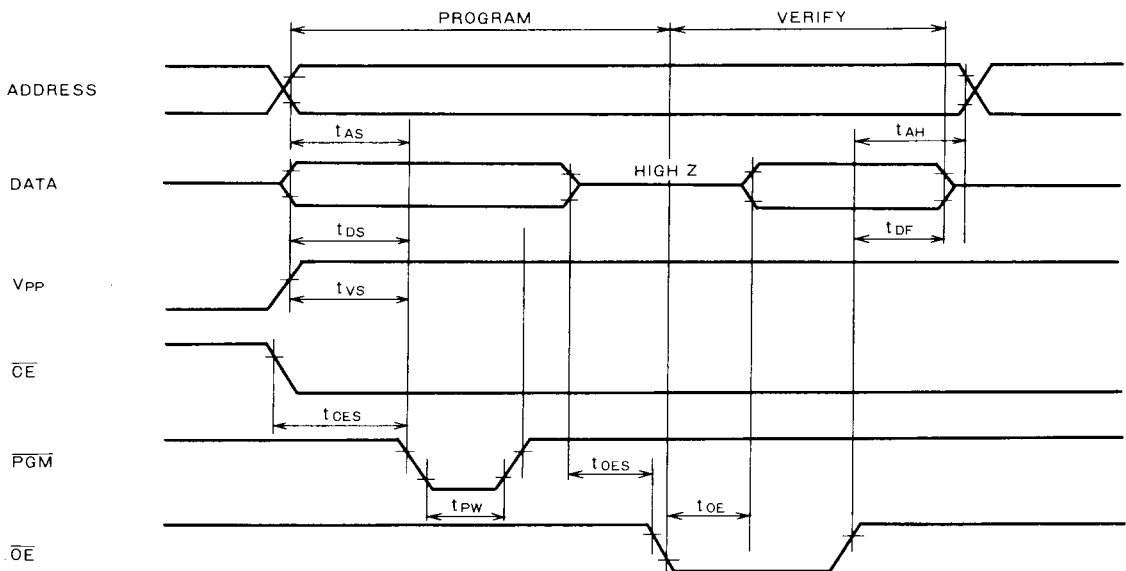 PROGRAM VERIFY
ADDRESS
tAS tAH
DATA HIGH Z
tDS tDF
VPP
tVS
CE
tCES
PGM
tOES
tPW tOE
OE